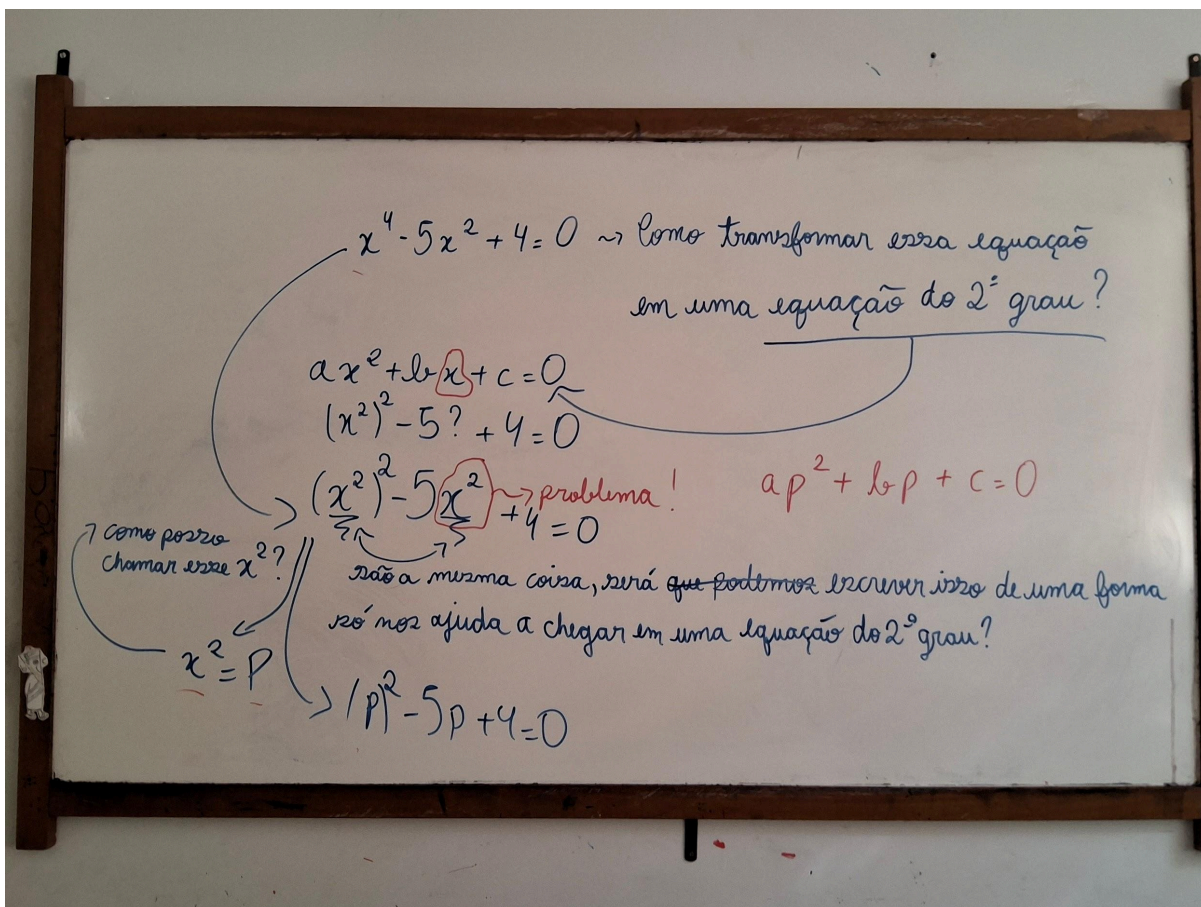 x⁴ - 5x² + 4 = 0 ~> Como transformar essa equação
em uma equação do 2º grau?
ax² + bx + c = 0
(x²)² - 5? + 4 = 0
(x²)² - 5x² ~> problema! + 4 = 0
ap² + bp + c = 0
como posso
chamar esse x²?
são a mesma coisa, será que podemos escrever isso de uma forma
só nos ajuda a chegar em uma equação do 2º grau?
x² = p
(p)² - 5p + 4 = 0